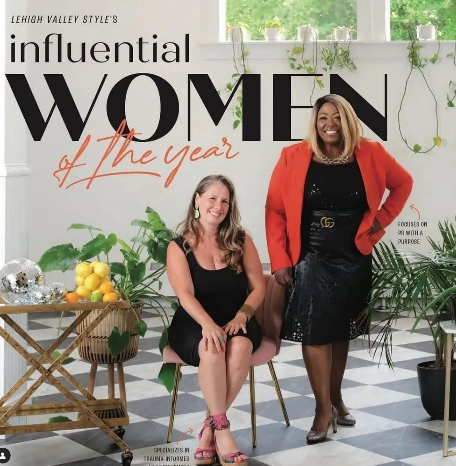 LEHIGH VALLEY STYLE'S
influential
WOMEN
of the year
FOCUSES ON
PR WITH A
PURPOSE
SPECIALIZES IN
TRAUMA-INFORMED